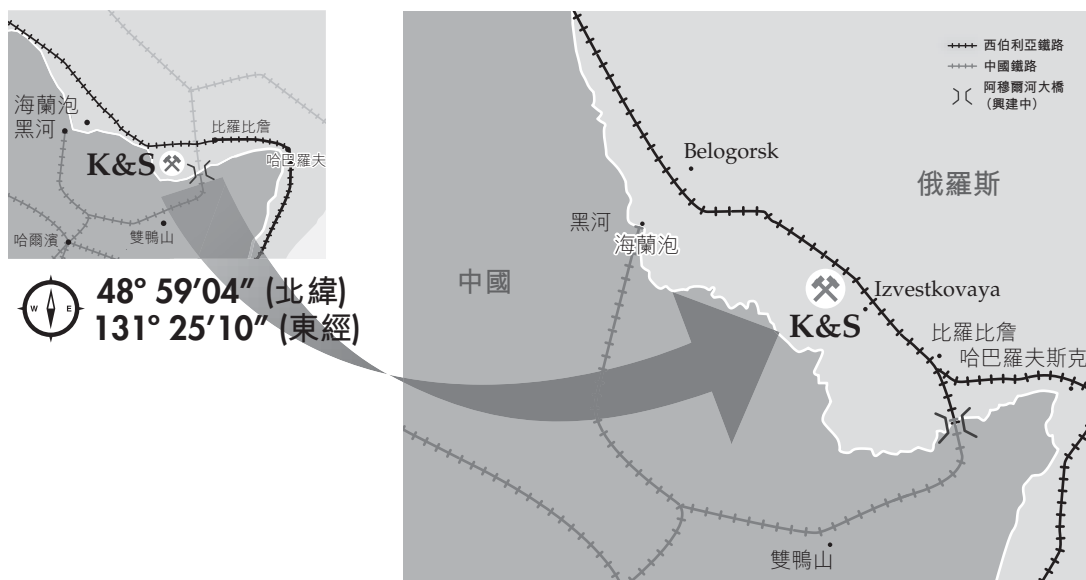 海蘭泡
黑河
比羅比詹
K&S
哈巴羅夫
哈爾濱
雙鴨山
W E
48° 59’04” (北緯)
131° 25’10” (東經)
西伯利亞鐵路
中國鐵路
阿穆爾河大橋
(興建中)
Belogorsk
俄羅斯
黑河
海蘭泡
中國
Izvestkovaya
K&S
比羅比詹
哈巴羅夫斯克
雙鴨山